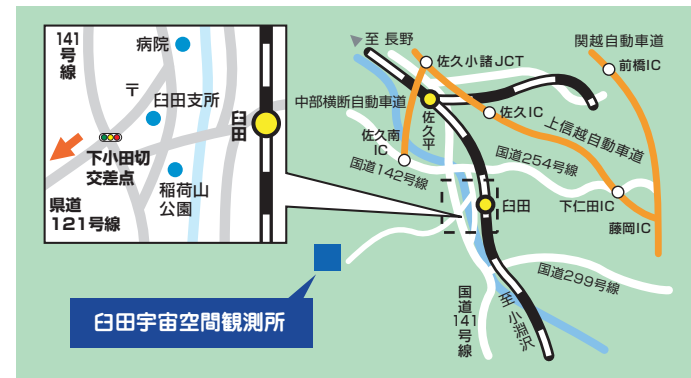 141
号
線
病院
〒
臼田支所
臼
田
下小田切
交差点
稲荷山
公園
県道
121号線
至 長野
佐久小諸JCT
関越自動車道
前橋IC
中部横断自動車道
佐
久
平
佐久IC
上信越自動車道
佐久南
IC
国道142号線
国道254号線
臼田
下仁田IC
藤岡IC
国道299号線
国
道
141
号
線
至
小
淵
沢
臼田宇宙空間観測所